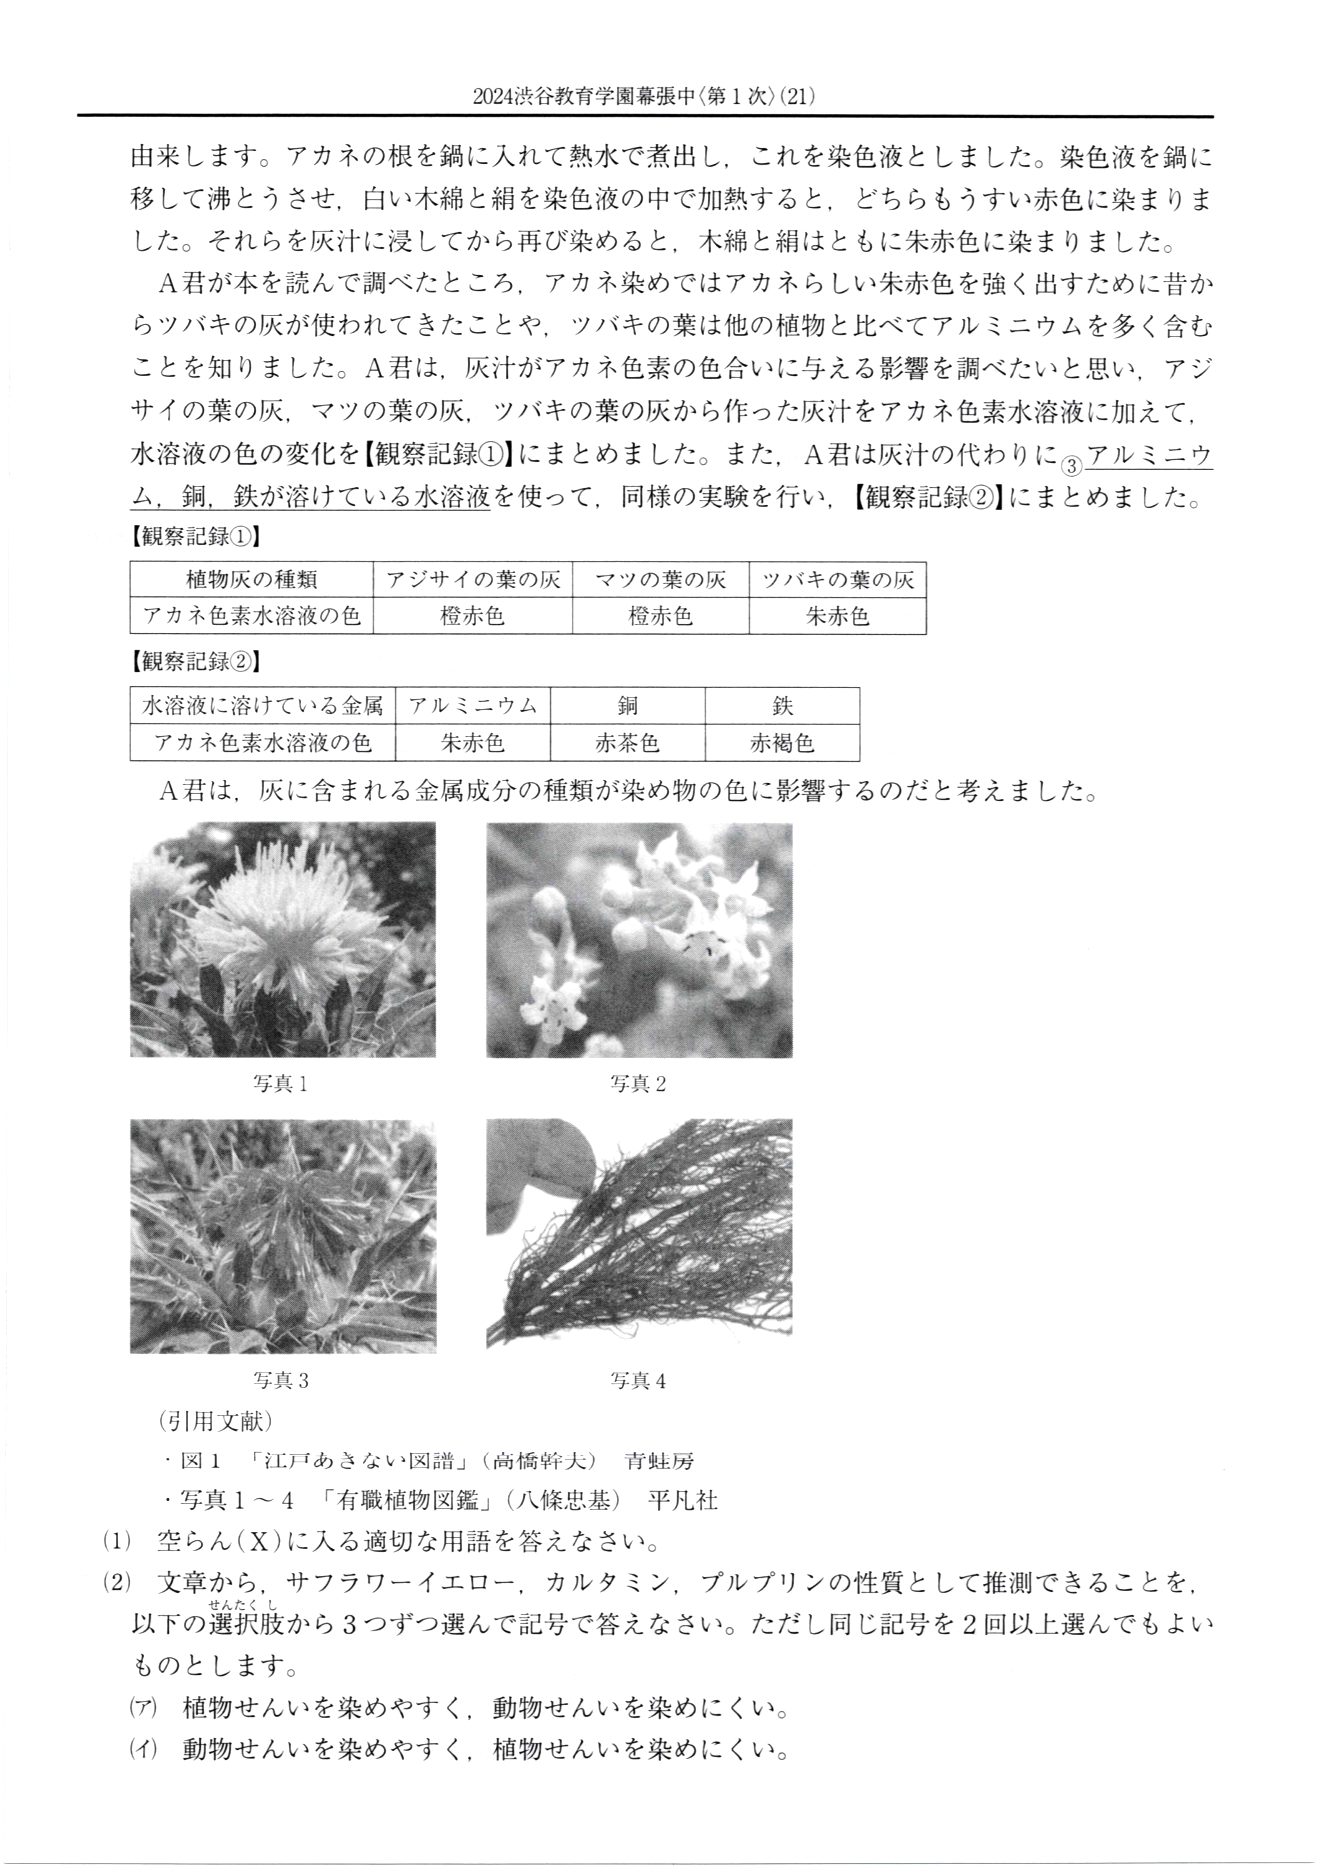 2024渋谷教育学園幕張中〈第1次〉(21)
由来します。アカネの根を鍋に入れて熱水で煮出し，これを染色液としました。染色液を鍋に
移して沸とうさせ，白い木綿と絹を染色液の中で加熱すると，どちらもうすい赤色に染まりま
した。それらを灰汁に浸してから再び染めると，木綿と絹はともに朱赤色に染まりました。
A君が本を読んで調べたところ，アカネ染めではアカネらしい朱赤色を強く出すために昔か
らツバキの灰が使われてきたことや，ツバキの葉は他の植物と比べてアルミニウムを多く含む
ことを知りました。A君は，灰汁がアカネ色素の色合いに与える影響を調べたいと思い，アジ
サイの葉の灰，マツの葉の灰，ツバキの葉の灰から作った灰汁をアカネ色素水溶液に加えて，
水溶液の色の変化を【観察記録①】にまとめました。また，A君は灰汁の代わりに③アルミニウ
ム，銅，鉄が溶けている水溶液を使って，同様の実験を行い，【観察記録②】にまとめました。
【観察記録①】
植物灰の種類 アジサイの葉の灰 マツの葉の灰 ツバキの葉の灰
アカネ色素水溶液の色 橙赤色 橙赤色 朱赤色
【観察記録②】
水溶液に溶けている金属 アルミニウム 銅 鉄
アカネ色素水溶液の色 朱赤色 赤茶色 赤褐色
A君は，灰に含まれる金属成分の種類が染め物の色に影響するのだと考えました。
写真1 写真2
写真3 写真4
(引用文献)
・図1 「江戸あきない図譜」(高橋幹夫) 青蛙房
・写真1～4 「有職植物図鑑」(八條忠基) 平凡社
(1) 空らん(X)に入る適切な用語を答えなさい。
(2) 文章から，サフラワーイエロー，カルタミン，プルプリンの性質として推測できることを，
せんたく し
以下の選択肢から3つずつ選んで記号で答えなさい。ただし同じ記号を2回以上選んでもよい
ものとします。
(ア) 植物せんいを染めやすく，動物せんいを染めにくい。
(イ) 動物せんいを染めやすく，植物せんいを染めにくい。